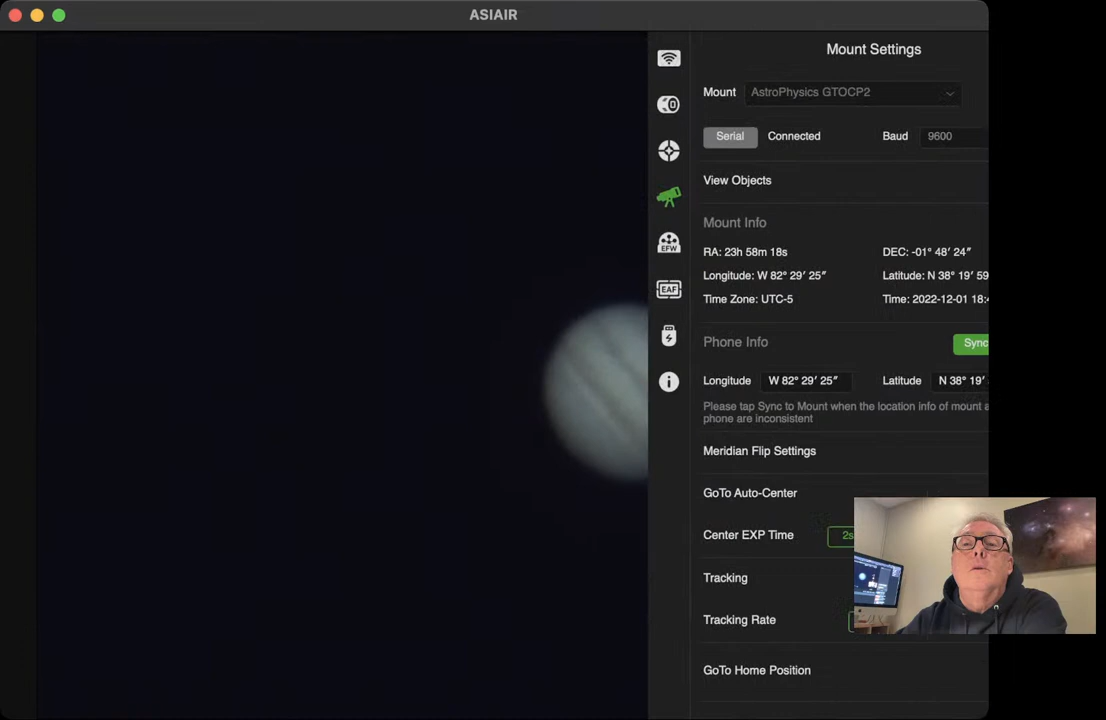 ASIAIR
Mount Settings
Mount AstroPhysics GTOCP2
Serial Connected Baud 9600
View Objects
Mount Info
RA: 23h 58m 18s DEC: -01° 48′ 24″
Longitude: W 82° 29′ 25″ Latitude: N 38° 19′ 59
Time Zone: UTC-5 Time: 2022-12-01 18:4
Phone Info Sync
Longitude W 82° 29′ 25″ Latitude N 38° 19′
Please tap Sync to Mount when the location info of mount a
phone are inconsistent
Meridian Flip Settings
GoTo Auto-Center
Center EXP Time 2s
Tracking
Tracking Rate
GoTo Home Position
EFW
EAF